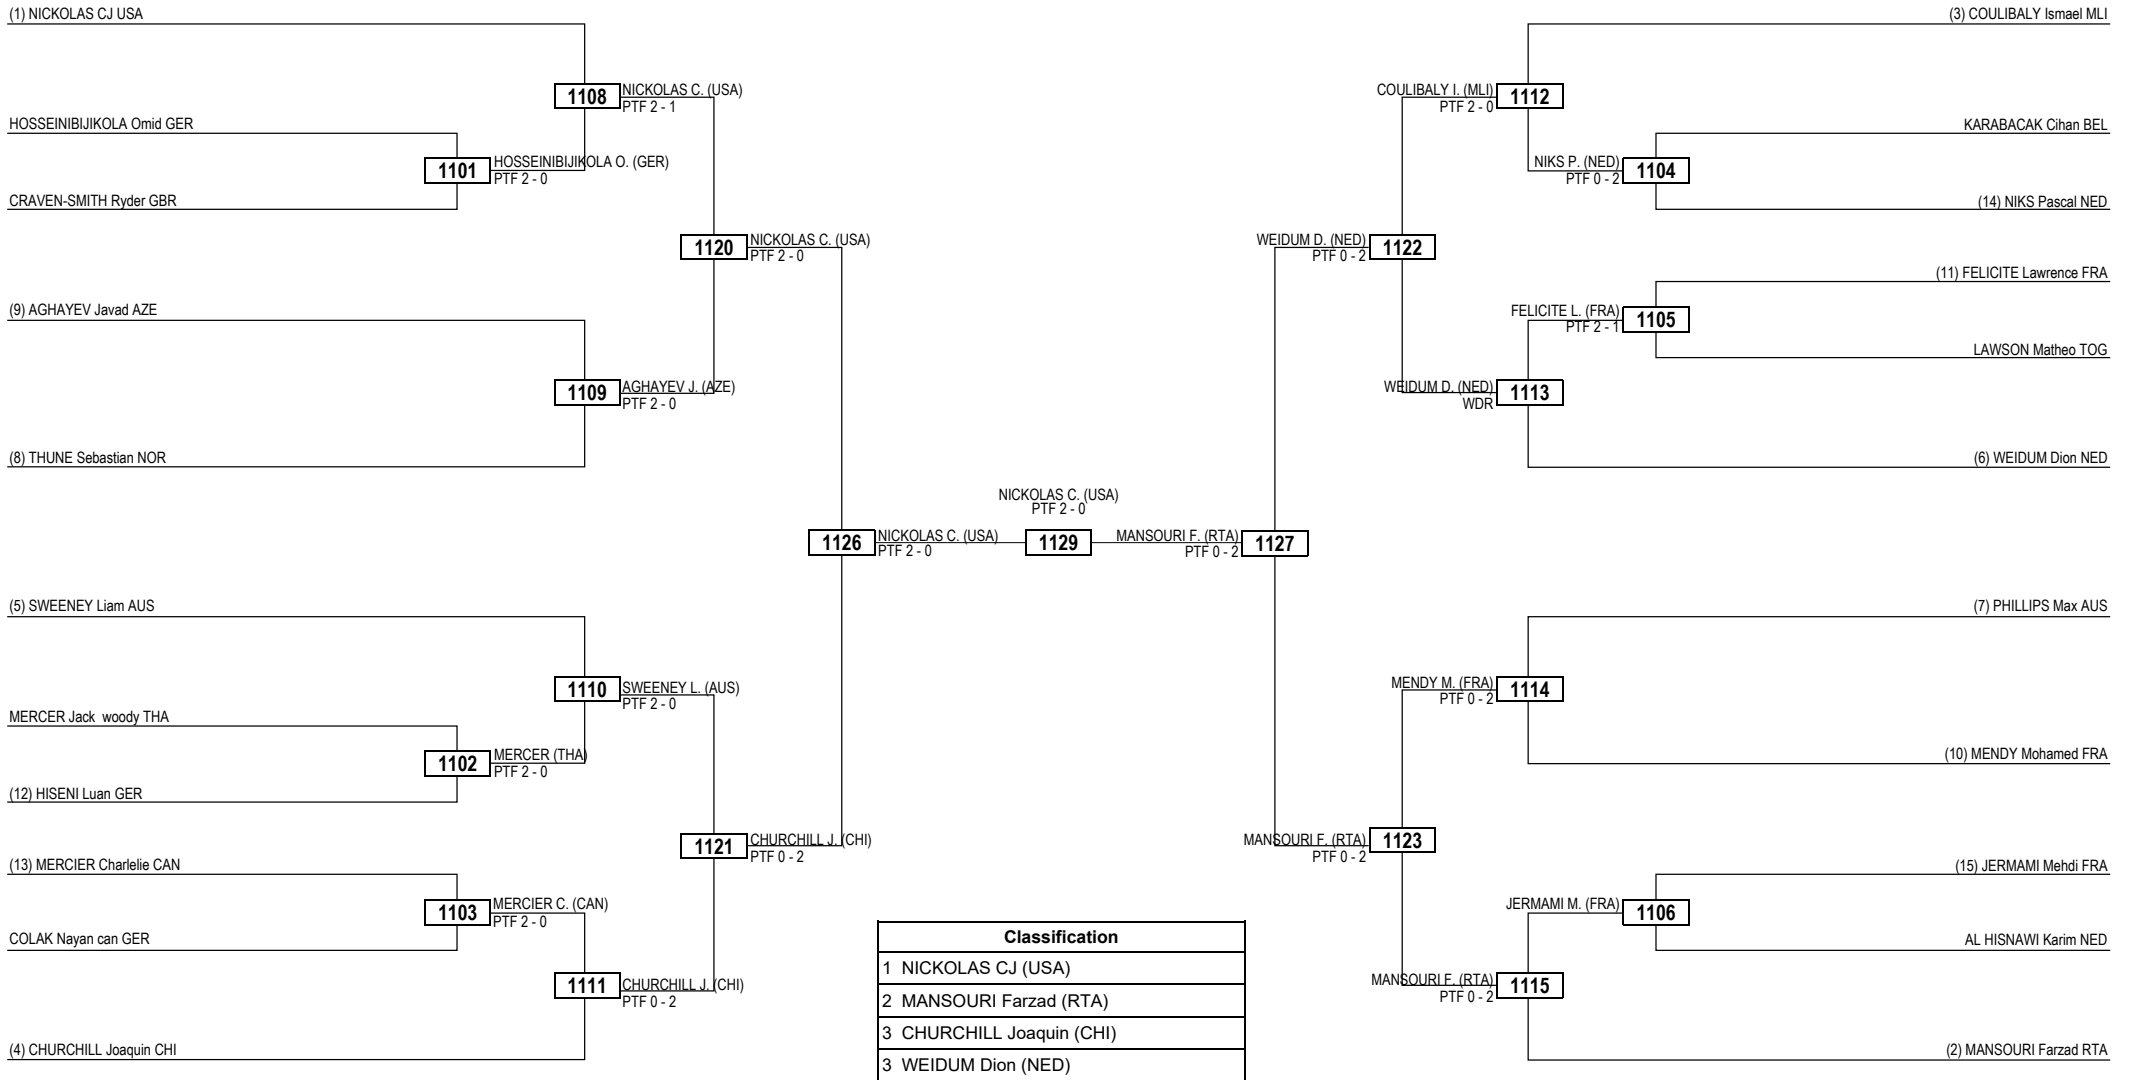 (1) NICKOLAS CJ USA
1108
NICKOLAS C. (USA)
PTF 2 - 1
HOSSEINIBIJIKOLA Omid GER
1101
HOSSEINIBIJIKOLA O. (GER)
PTF 2 - 0
CRAVEN-SMITH Ryder GBR
1120
NICKOLAS C. (USA)
PTF 2 - 0
(9) AGHAYEV Javad AZE
1109
AGHAYEV J. (AZE)
PTF 2 - 0
(8) THUNE Sebastian NOR
1126
NICKOLAS C. (USA)
PTF 2 - 0
(5) SWEENEY Liam AUS
1110
SWEENEY L. (AUS)
PTF 2 - 0
MERCER Jack  woody THA
1102
MERCER (THA)
PTF 2 - 0
(12) HISENI Luan GER
1121
CHURCHILL J. (CHI)
PTF 0 - 2
(13) MERCIER Charlelie CAN
1103
MERCIER C. (CAN)
PTF 2 - 0
COLAK Nayan can GER
1111
CHURCHILL J. (CHI)
PTF 0 - 2
(4) CHURCHILL Joaquin CHI
NICKOLAS C. (USA)
PTF 2 - 0
1129
(3) COULIBALY Ismael MLI
COULIBALY I. (MLI)
PTF 2 - 0
1112
KARABACAK Cihan BEL
NIKS P. (NED)
PTF 0 - 2
1104
(14) NIKS Pascal NED
WEIDUM D. (NED)
PTF 0 - 2
1122
(11) FELICITE Lawrence FRA
FELICITE L. (FRA)
PTF 2 - 1
1105
LAWSON Matheo TOG
WEIDUM D. (NED)
WDR
1113
(6) WEIDUM Dion NED
MANSOURI F. (RTA)
PTF 0 - 2
1127
(7) PHILLIPS Max AUS
MENDY M. (FRA)
PTF 0 - 2
1114
(10) MENDY Mohamed FRA
MANSOURI F. (RTA)
PTF 0 - 2
1123
(15) JERMAMI Mehdi FRA
JERMAMI M. (FRA)
1106
AL HISNAWI Karim NED
MANSOURI F. (RTA)
PTF 0 - 2
1115
(2) MANSOURI Farzad RTA
Classification
1 NICKOLAS CJ (USA)
2 MANSOURI Farzad (RTA)
3 CHURCHILL Joaquin (CHI)
3 WEIDUM Dion (NED)